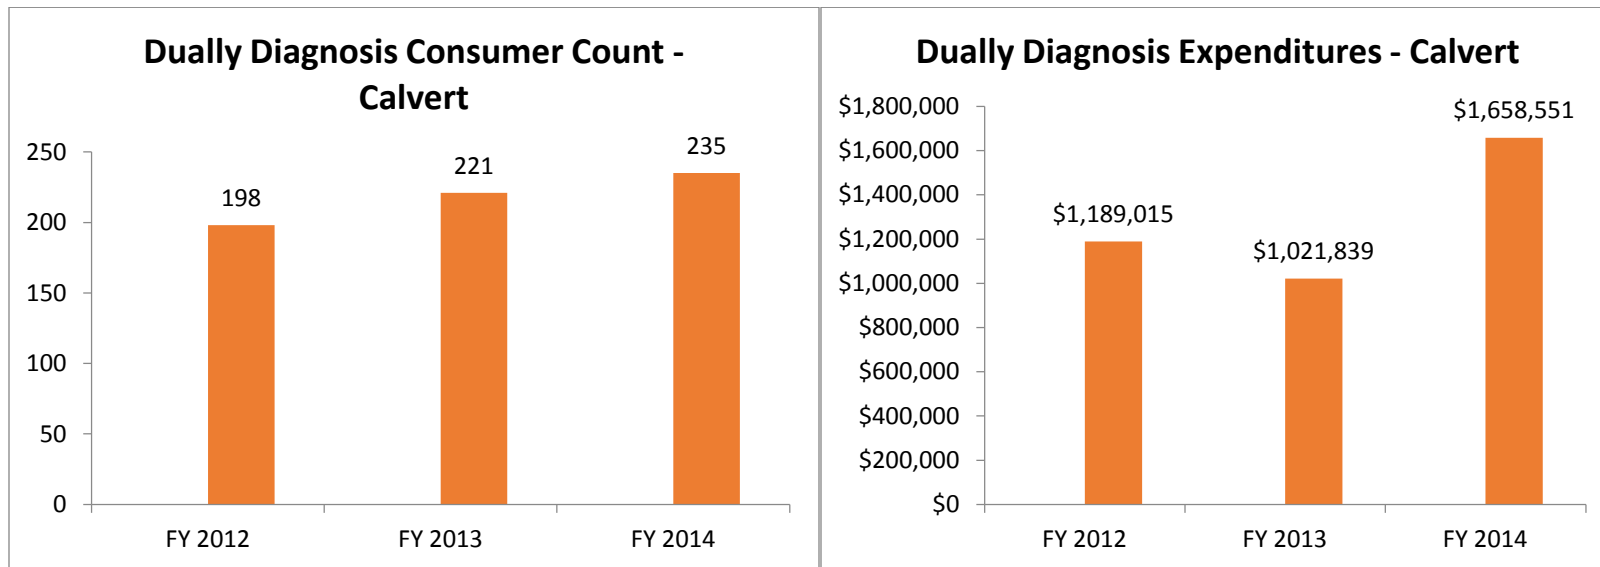 Dually Diagnosis Consumer Count -
Calvert
250
200
150
100
50
0
198
221
235
FY 2012
FY 2013
FY 2014
Dually Diagnosis Expenditures - Calvert
$1,800,000
$1,600,000
$1,400,000
$1,200,000
$1,000,000
$800,000
$600,000
$400,000
$200,000
$0
$1,189,015
$1,021,839
$1,658,551
FY 2012
FY 2013
FY 2014